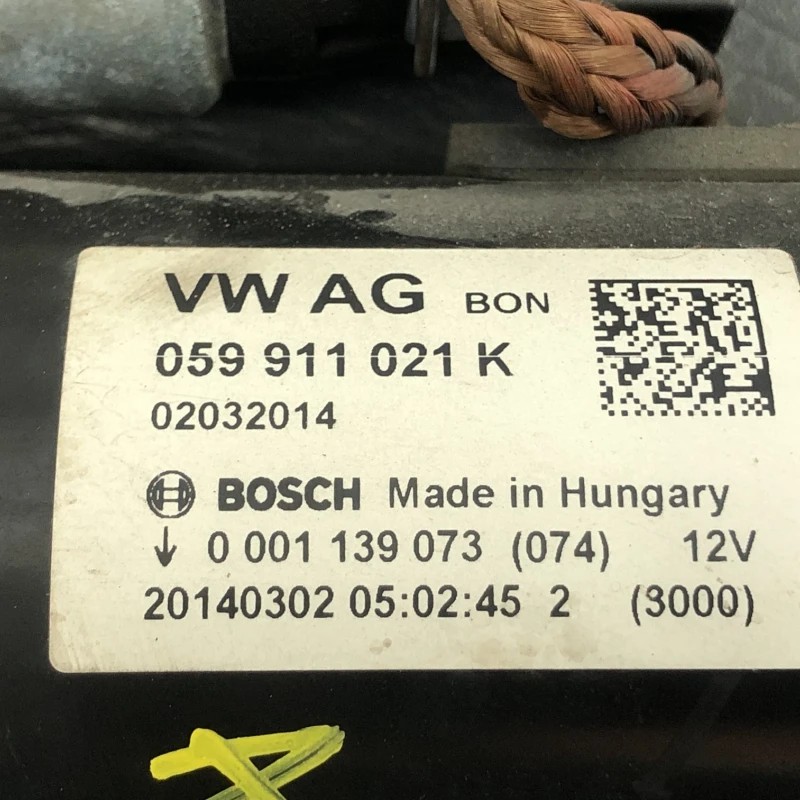 VW AG BON
059 911 021 K
02032014
BOSCH Made in Hungary
↓ 0 001 139 073 (074) 12V
20140302 05:02:45 2 (3000)